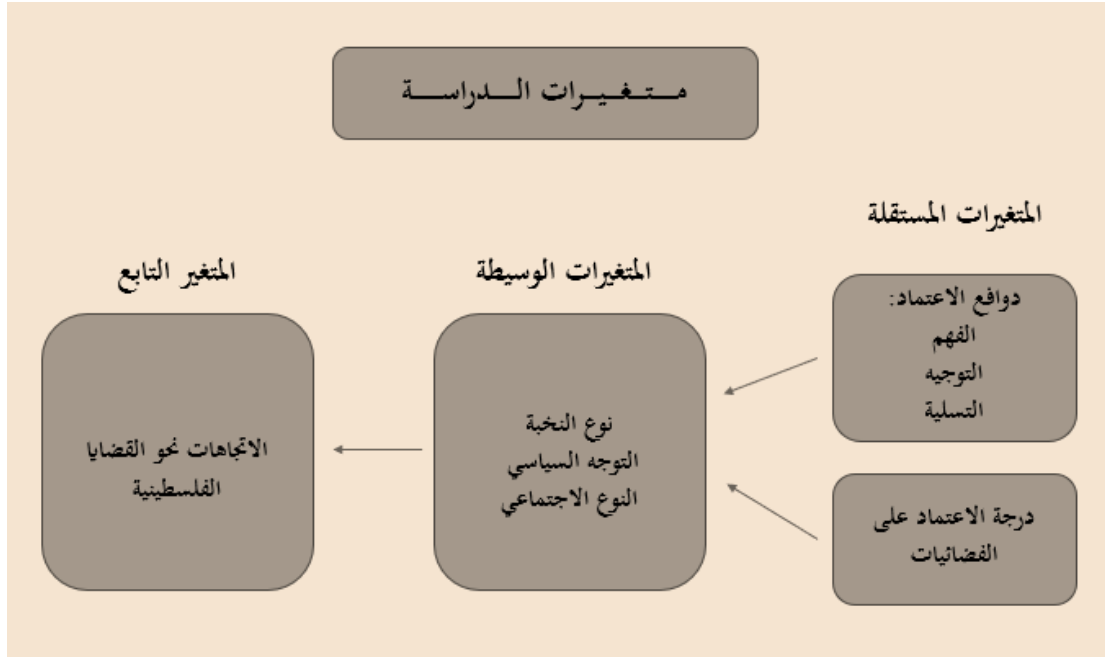 متغيرات الدراسة
المتغيرات المستقلة
دوافع الاعتماد:
الفهم
التوجيه
التسلية
درجة الاعتماد على
الفضائيات
المتغيرات الوسيطة
نوع النخبة
التوجه السياسي
النوع الاجتماعي
المتغير التابع
الاتجاهات نحو القضايا
الفلسطينية